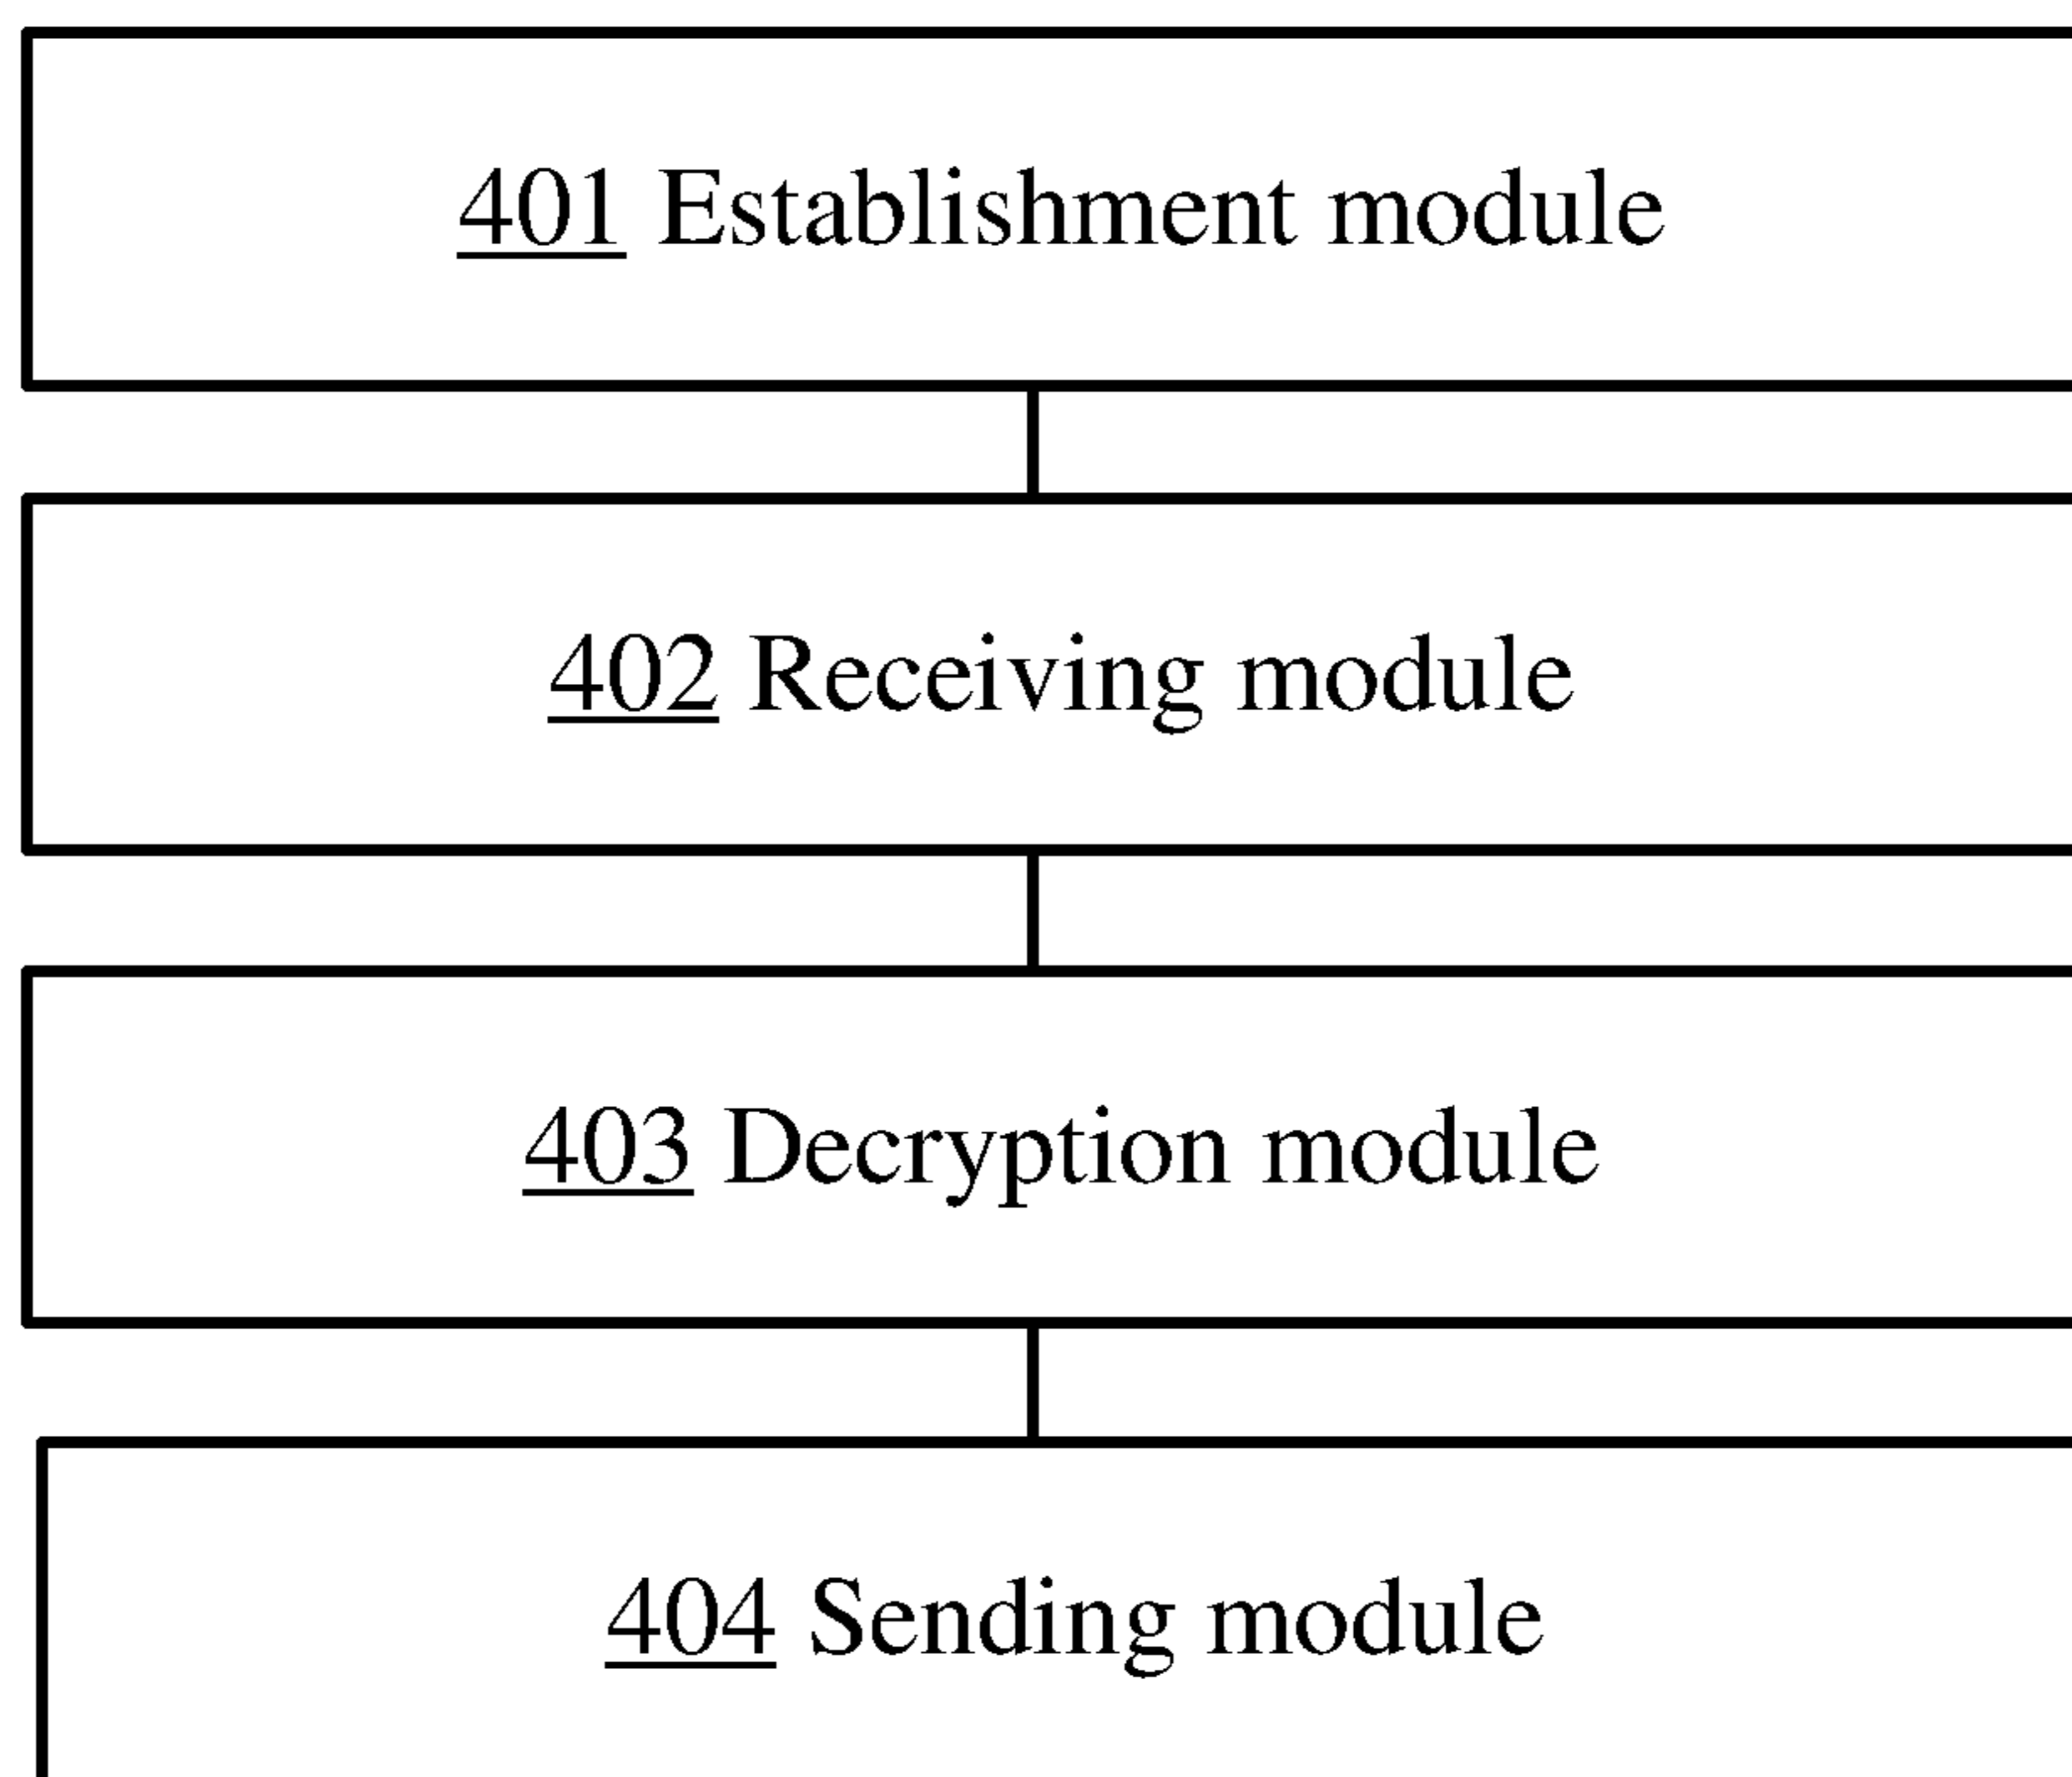 401 Establishment module
402 Receiving module
403 Decryption module
404 Sending module